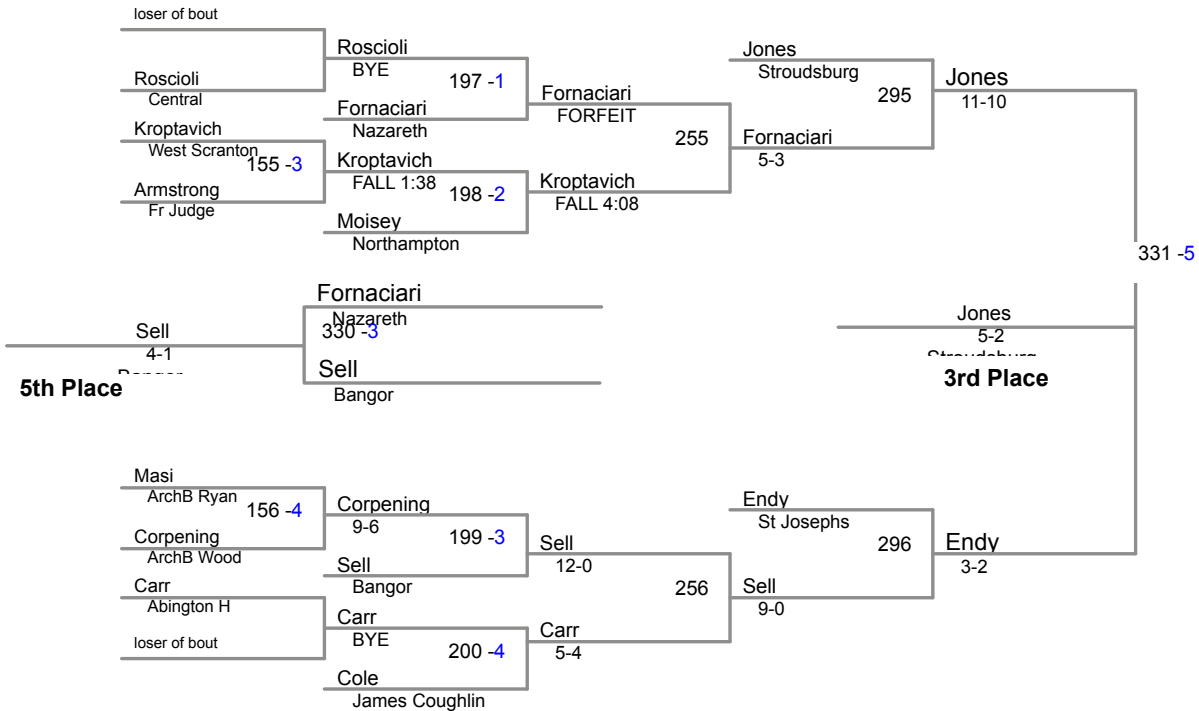 loser of bout
Roscioli
BYE
197 -1
Roscioli
Central
Fornaciari
Nazareth
Fornaciari
FORFEIT
Jones
Stroudsburg
295
Jones
11-10
Kroptavich
West Scranton
155 -3
Armstrong
Fr Judge
Kroptavich
FALL 1:38
198 -2
Moisey
Northampton
Kroptavich
FALL 4:08
255
Fornaciari
5-3
331 -5
Fornaciari
Nazareth
330 -3
Sell
4-1
5th Place
Sell
Bangor
Jones
5-2
3rd Place
Masi
ArchB Ryan
156 -4
Corpening
ArchB Wood
Corpening
9-6
199 -3
Sell
Bangor
Sell
12-0
Endy
St Josephs
296
Endy
3-2
Carr
Abington H
loser of bout
Carr
BYE
200 -4
Cole
James Coughlin
Carr
5-4
256
Sell
9-0